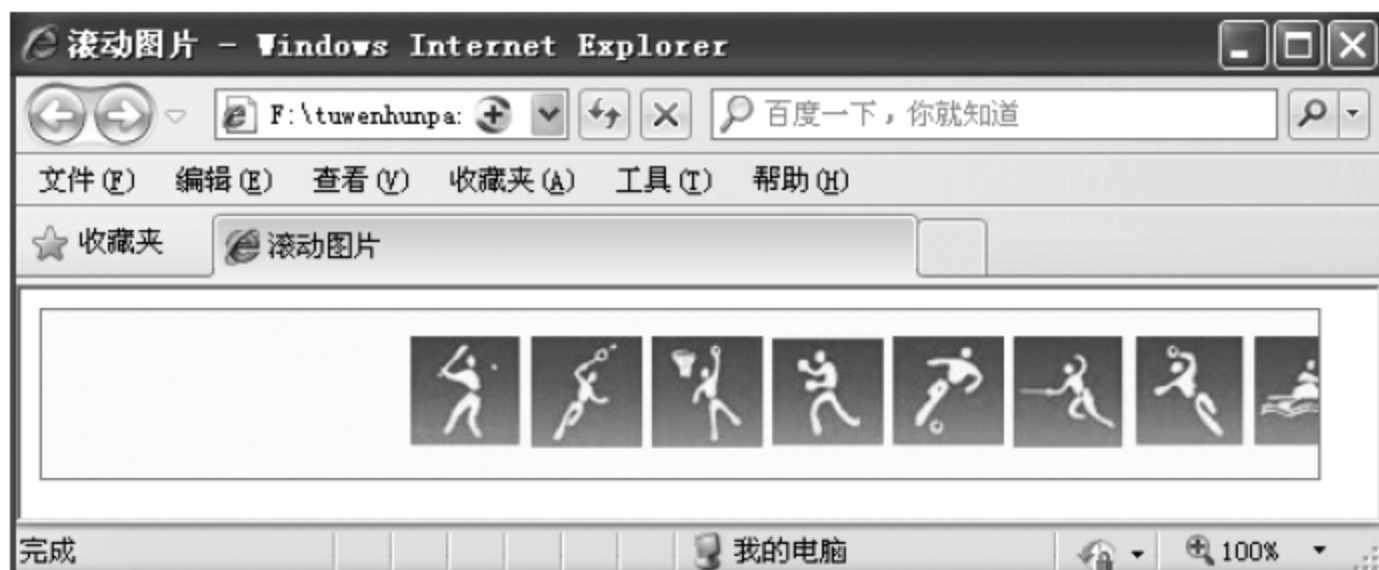 滚动图片 - Windows Internet Explorer
F:\tuwenhunpa: 百度一下，你就知道
文件(F) 编辑(E) 查看(V) 收藏夹(A) 工具(T) 帮助(H)
收藏夹 滚动图片
完成 我的电脑 100%